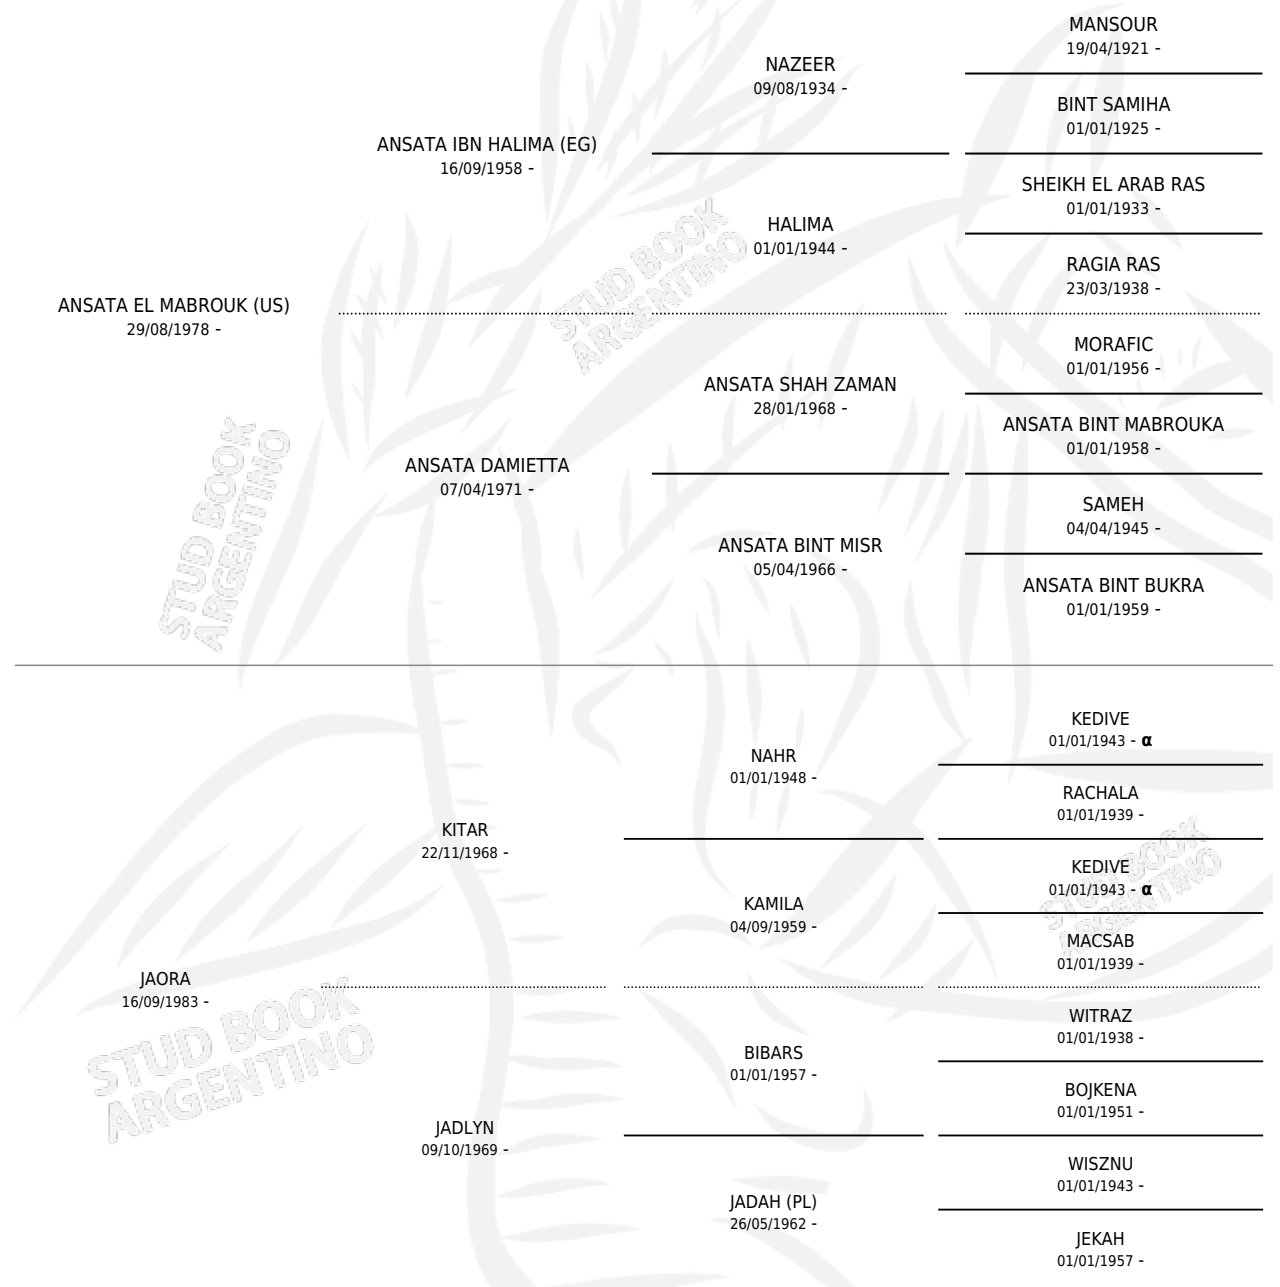 MANSOUR
19/04/1921 -
NAZEER
09/08/1934 -
BINT SAMIHA
01/01/1925 -
ANSATA IBN HALIMA (EG)
16/09/1958 -
SHEIKH EL ARAB RAS
01/01/1933 -
HALIMA
01/01/1944 -
RAGIA RAS
23/03/1938 -
ANSATA EL MABROUK (US)
29/08/1978 -
MORAFIC
01/01/1956 -
ANSATA SHAH ZAMAN
28/01/1968 -
ANSATA BINT MABROUKA
01/01/1958 -
ANSATA DAMIETTA
07/04/1971 -
SAMEH
04/04/1945 -
ANSATA BINT MISR
05/04/1966 -
ANSATA BINT BUKRA
01/01/1959 -
KEDIVE
01/01/1943 - α
NAHR
01/01/1948 -
RACHALA
01/01/1939 -
KITAR
22/11/1968 -
KEDIVE
01/01/1943 - α
KAMILA
04/09/1959 -
MACSAB
01/01/1939 -
JAORA
16/09/1983 -
WITRAZ
01/01/1938 -
BIBARS
01/01/1957 -
BOJKENA
01/01/1951 -
JADLYN
09/10/1969 -
WISZNU
01/01/1943 -
JADAH (PL)
26/05/1962 -
JEKAH
01/01/1957 -
STUD BOOK
ARGENTINO
STUD BOOK
ARGENTINO
STUD BOOK
ARGENTINO
STUD BOOK
ARGENTINO